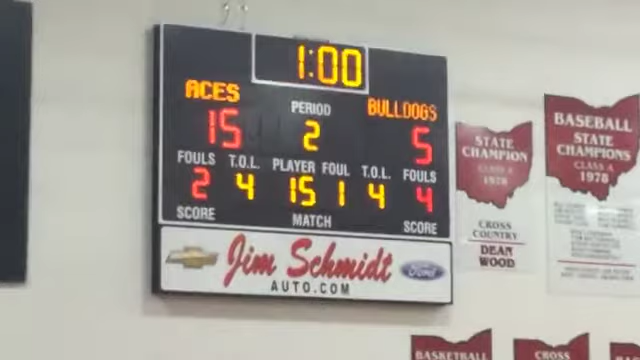 1:00
ACES
PERIOD
BULLDOGS
15
2
5
FOULS T.O.L. PLAYER FOUL T.O.L. FOULS
2 4 15 1 4 4
SCORE
MATCH
SCORE
Jim Schmidt
AUTO.COM
Ford
STATE
CHAMPION
CLASS A
1978
CROSS
COUNTRY
DEAN
WOOD
BASEBALL
STATE
CHAMPIONS
CLASS A
1978
BASKETBALL
CROSS